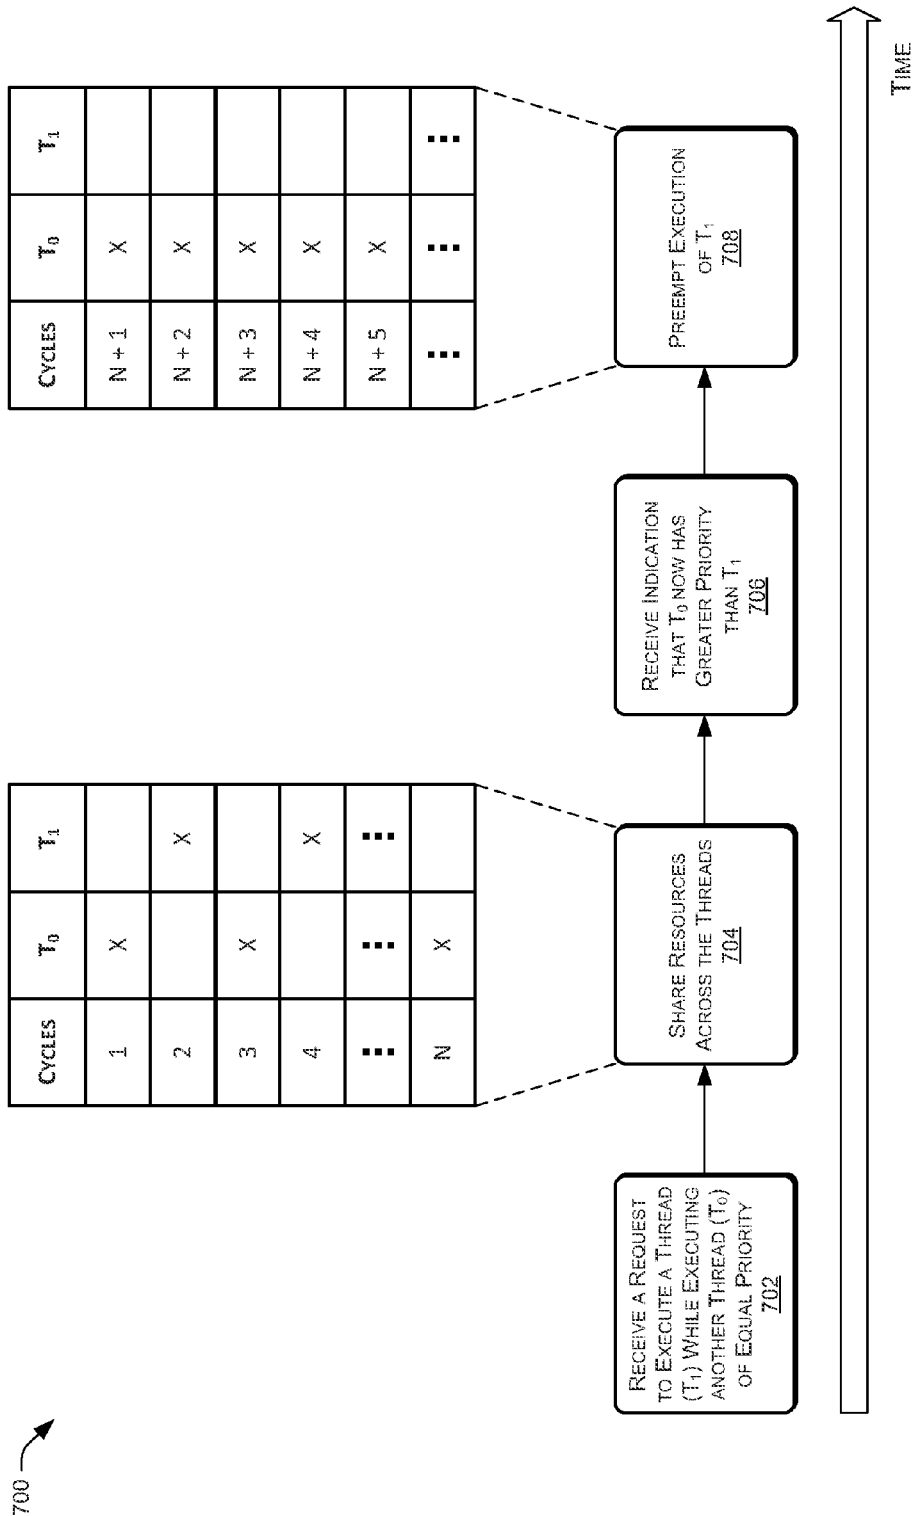 700
CYCLES T0 T1
1 X
2 X
3 X
4 X
⋮ ⋮ ⋮
N X
CYCLES T0 T1
N + 1 X
N + 2 X
N + 3 X
N + 4 X
N + 5 X
⋮ ⋮ ⋮
RECEIVE A REQUEST
TO EXECUTE A THREAD
(T1) WHILE EXECUTING
ANOTHER THREAD (T0)
OF EQUAL PRIORITY
702
SHARE RESOURCES
ACROSS THE THREADS
704
RECEIVE INDICATION
THAT T0 NOW HAS
GREATER PRIORITY
THAN T1
706
PREEMPT EXECUTION
OF T1
708
TIME